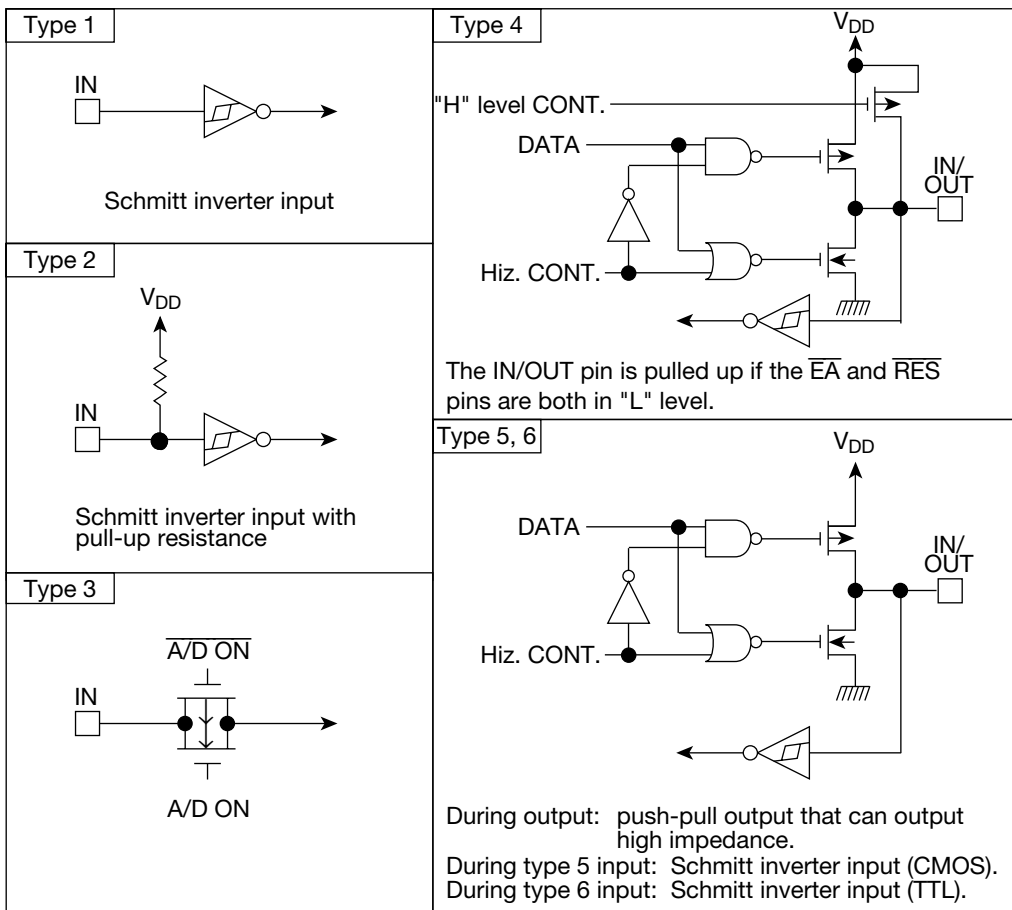 Type 1
IN
Schmitt inverter input
Type 2
VDD
IN
Schmitt inverter input with
pull-up resistance
Type 3
A/D ON
IN
A/D ON
Type 4
VDD
"H" level CONT.
DATA
IN/
OUT
Hiz. CONT.
The IN/OUT pin is pulled up if the EA and RES
pins are both in "L" level.
Type 5, 6
VDD
DATA
IN/
OUT
Hiz. CONT.
During output: push-pull output that can output
high impedance.
During type 5 input: Schmitt inverter input (CMOS).
During type 6 input: Schmitt inverter input (TTL).